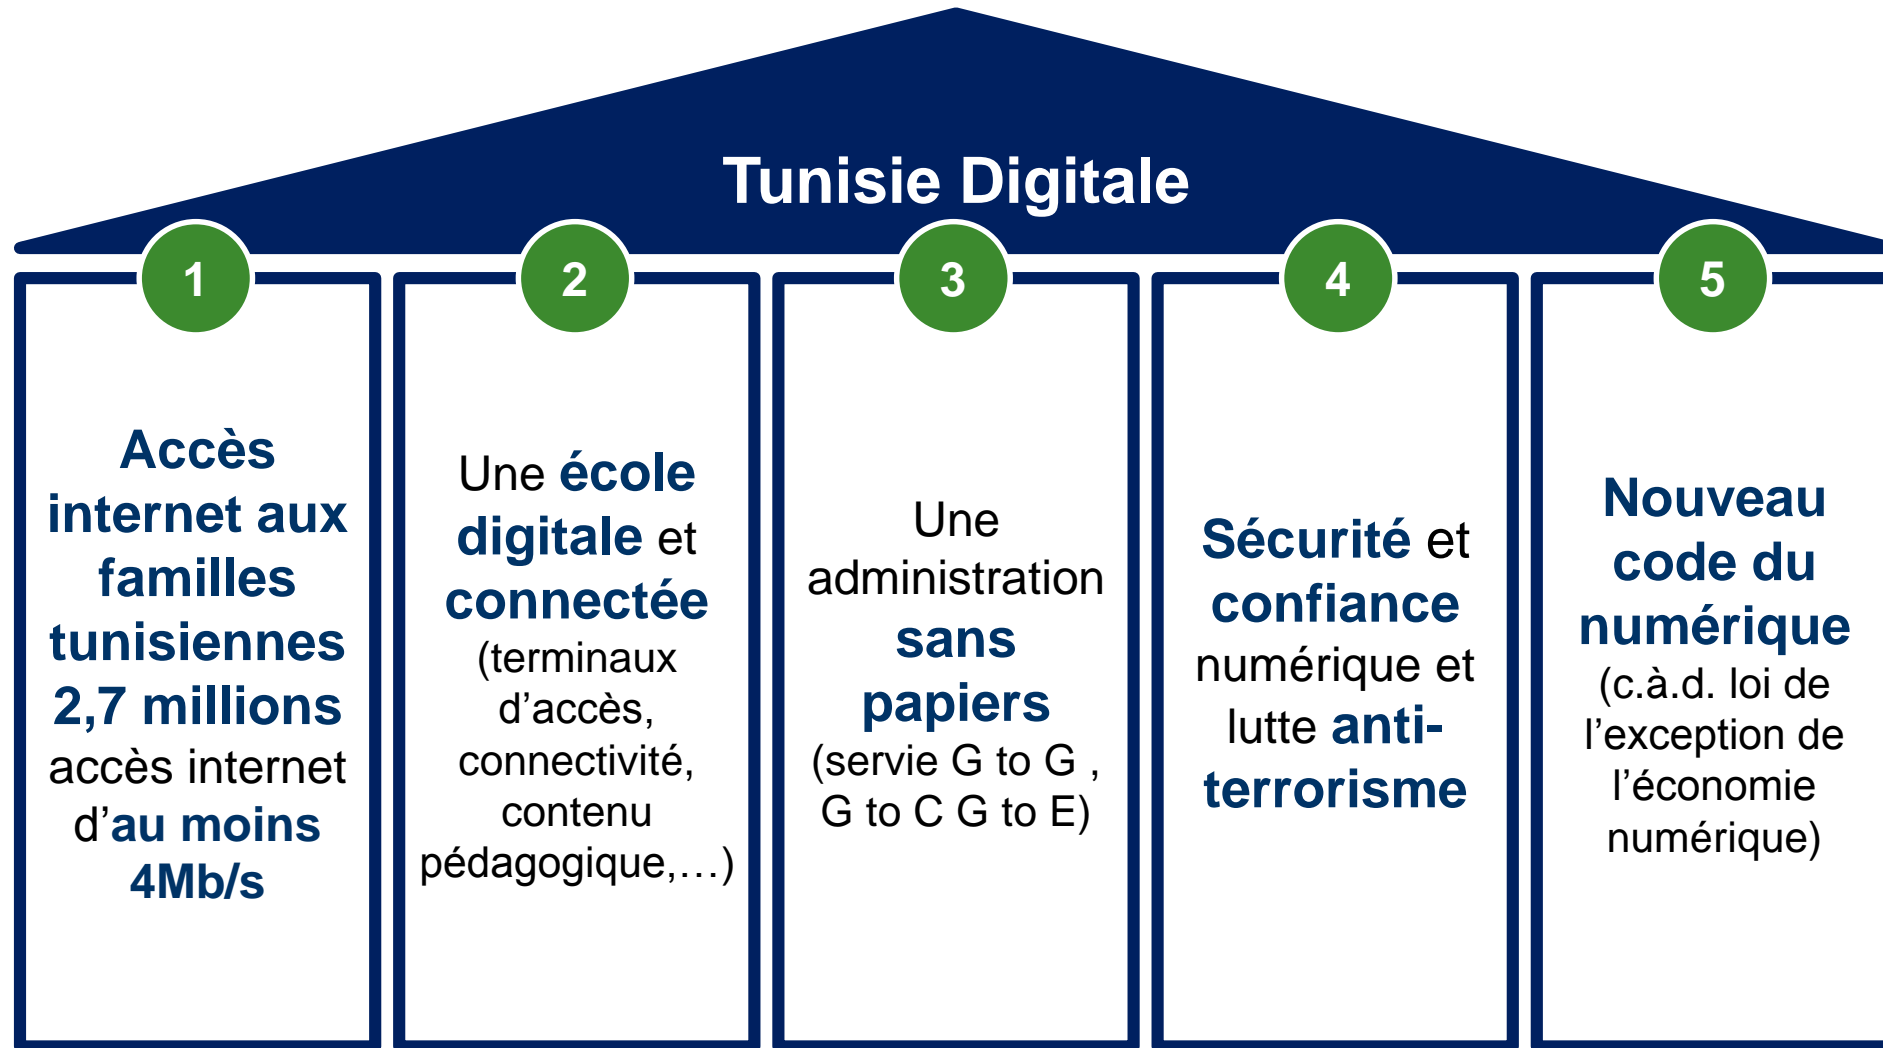 Tunisie Digitale
1
Accès
internet aux
familles
tunisiennes
2,7 millions
accès internet
d’au moins
4Mb/s
2
Une école
digitale et
connectée
(terminaux
d’accès,
connectivité,
contenu
pédagogique,…)
3
Une
administration
sans
papiers
(servie G to G ,
G to C G to E)
4
Sécurité et
confiance
numérique et
lutte anti-
terrorisme
5
Nouveau
code du
numérique
(c.à.d. loi de
l’exception de
l’économie
numérique)